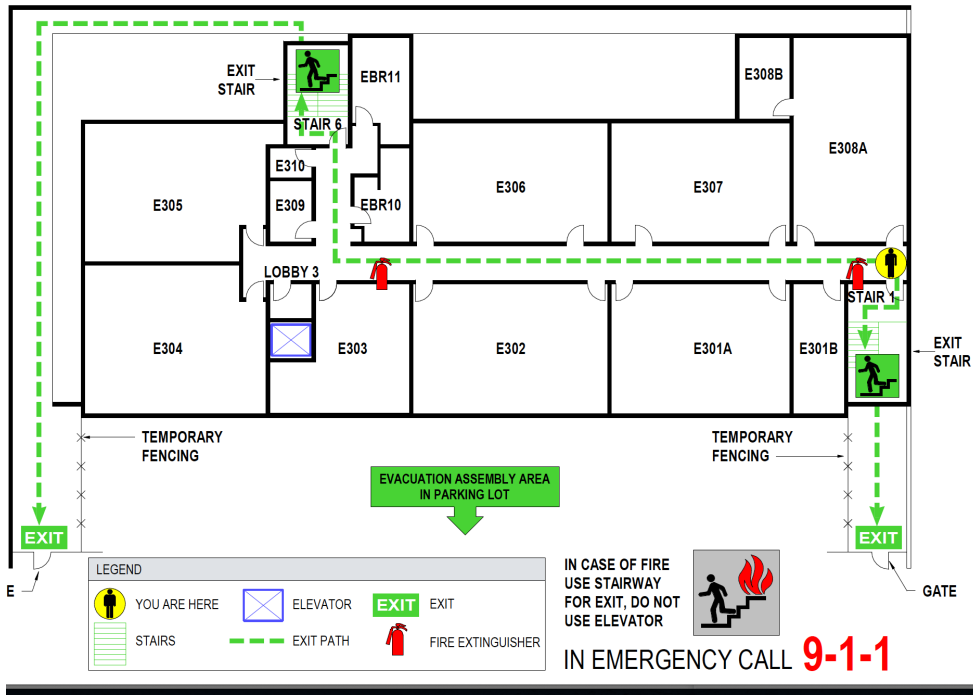 EXIT
STAIR
EBR11
E308B
STAIR 6
E308A
E310
E305
E309
EBR10
E306
E307
LOBBY 3
STAIR 1
E304
E303
E302
E301A
E301B
EXIT
STAIR
TEMPORARY
FENCING
TEMPORARY
FENCING
EVACUATION ASSEMBLY AREA
IN PARKING LOT
EXIT
EXIT
E
GATE
LEGEND
YOU ARE HERE
ELEVATOR
EXIT
EXIT
STAIRS
EXIT PATH
FIRE EXTINGUISHER
IN CASE OF FIRE
USE STAIRWAY
FOR EXIT, DO NOT
USE ELEVATOR
IN EMERGENCY CALL 9-1-1